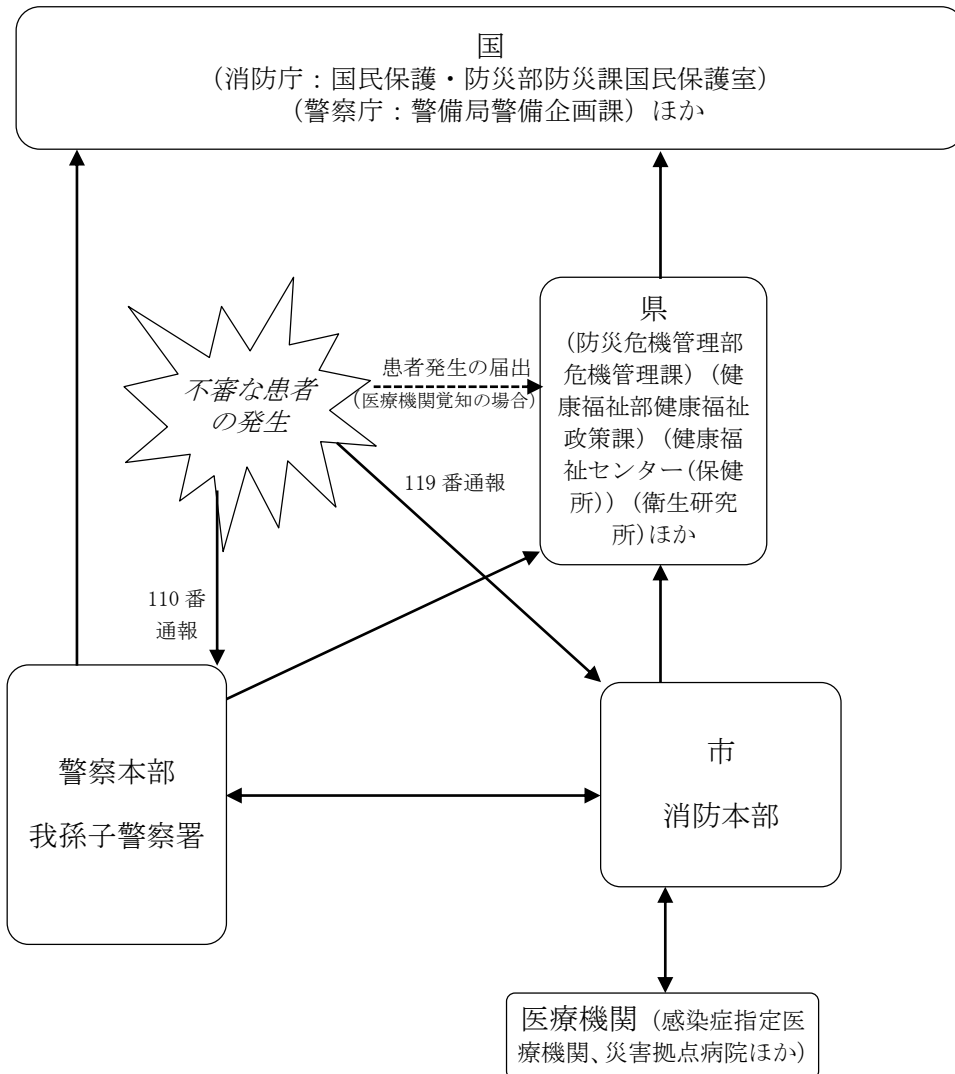 国
（消防庁：国民保護・防災部防災課国民保護室）
（警察庁：警備局警備企画課）ほか
県
（防災危機管理部
危機管理課）（健
康福祉部健康福祉
政策課）（健康福
祉センター(保健
所)）（衛生研究
所)ほか
患者発生の届出
（医療機関覚知の場合）
不審な患者
の発生
119 番通報
110 番
通報
警察本部
我孫子警察署
市
消防本部
医療機関（感染症指定医
療機関、災害拠点病院ほか）